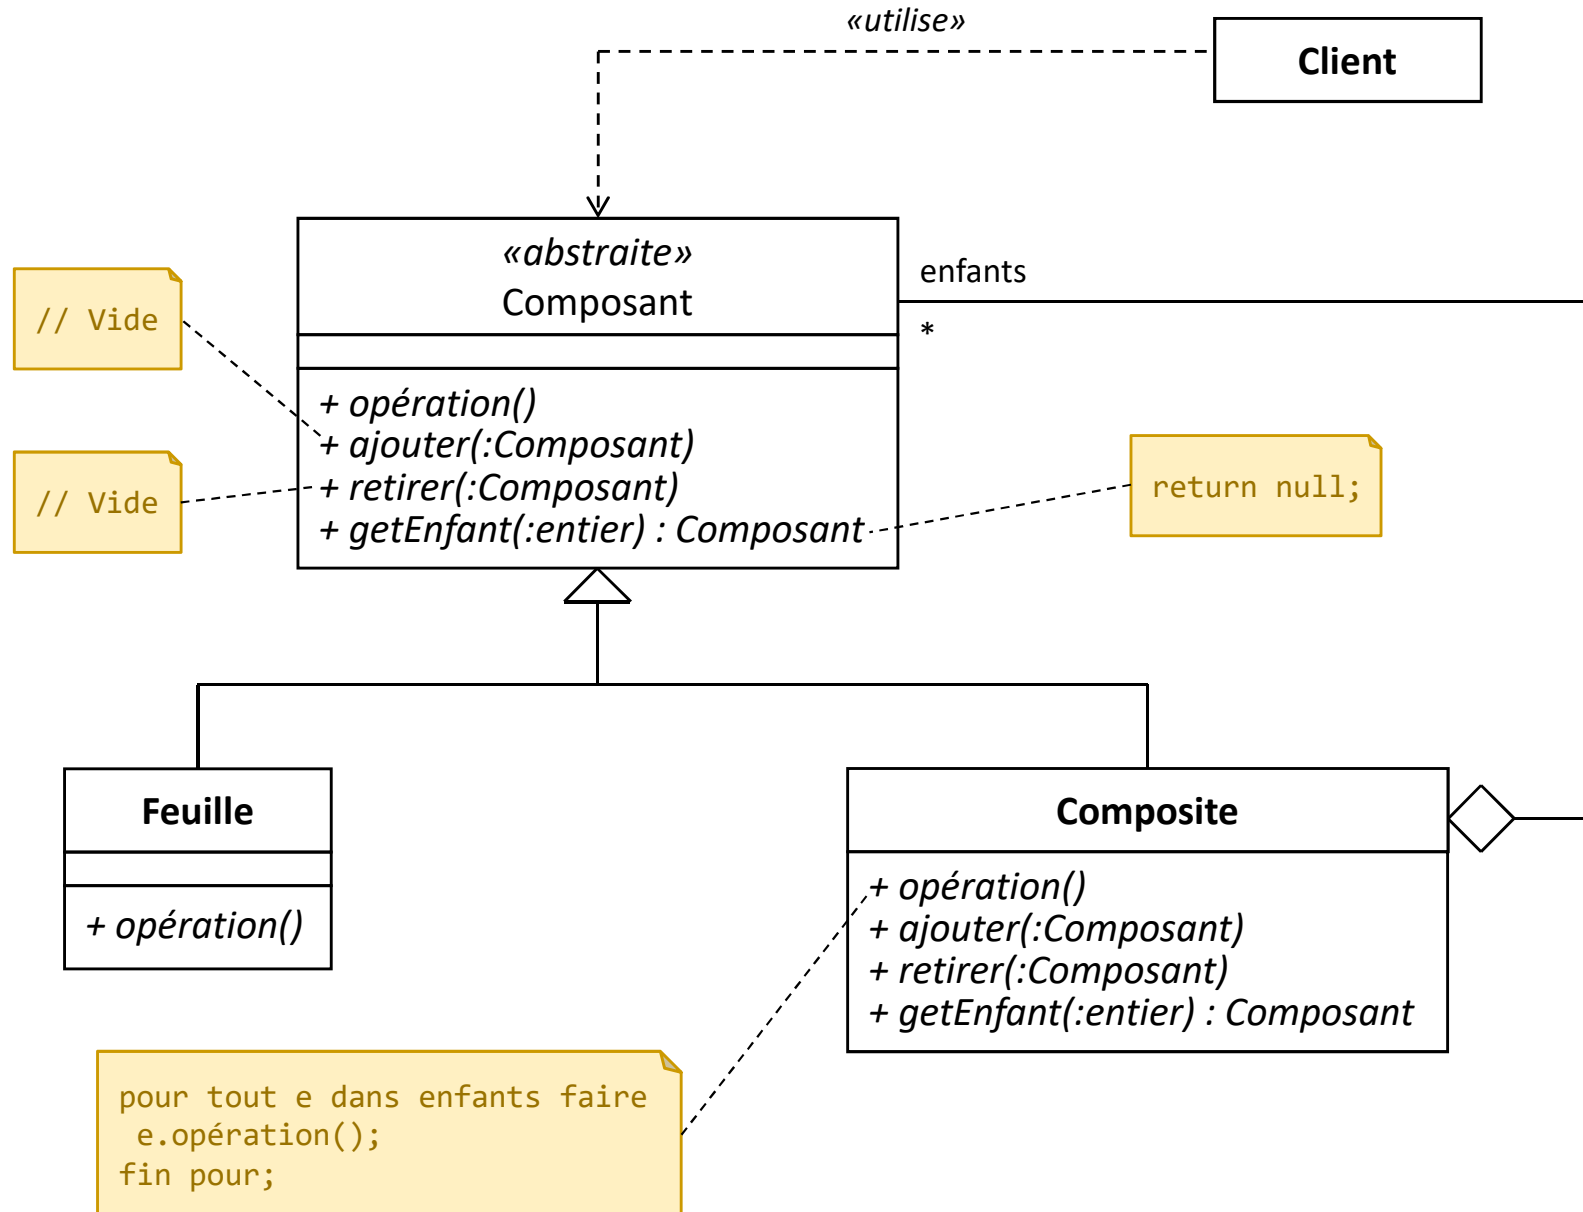 «utilise»
Client
«abstraite»
Composant
enfants
*
// Vide
+ opération()
+ ajouter(:Composant)
+ retirer(:Composant)
+ getEnfant(:entier) : Composant
// Vide
return null;
Feuille
+ opération()
Composite
+ opération()
+ ajouter(:Composant)
+ retirer(:Composant)
+ getEnfant(:entier) : Composant
pour tout e dans enfants faire
e.opération();
fin pour;